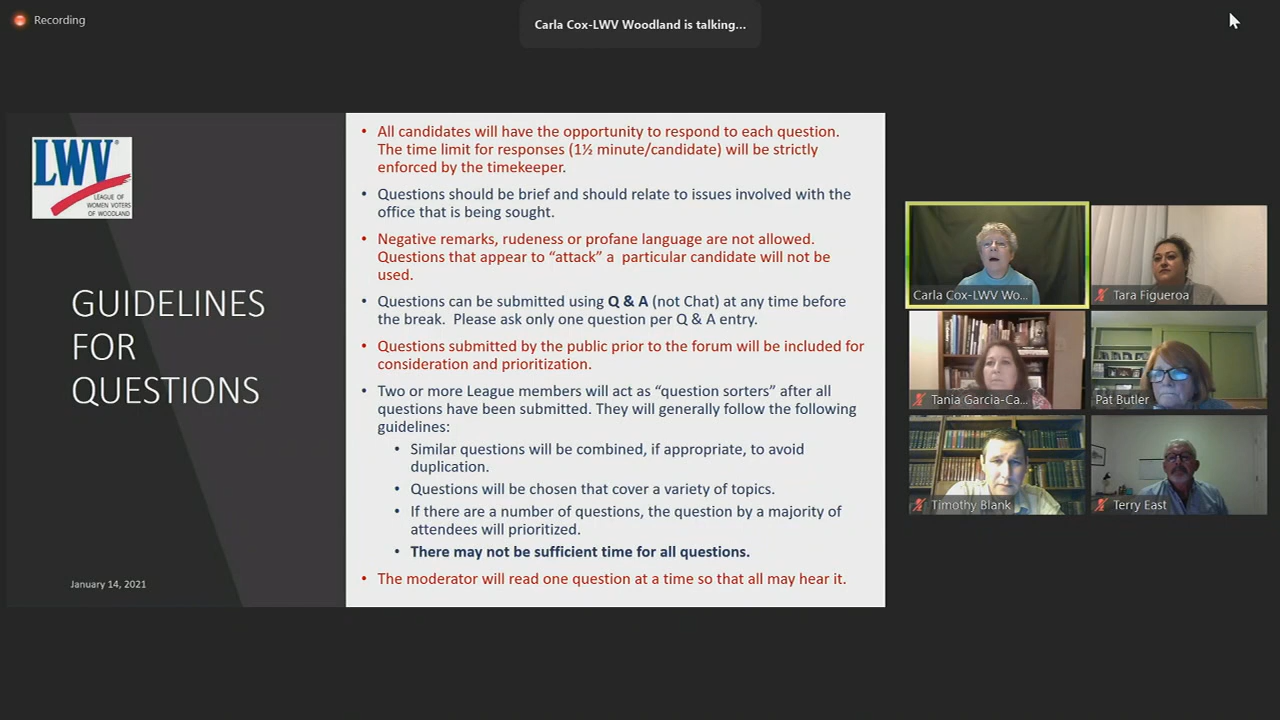 Recording
Carla Cox-LWV Woodland is talking...
LWV
LEAGUE OF
WOMEN VOTERS
OF WOODLAND
GUIDELINES
FOR
QUESTIONS
January 14, 2021
• All candidates will have the opportunity to respond to each question.
The time limit for responses (1½ minute/candidate) will be strictly
enforced by the timekeeper.
• Questions should be brief and should relate to issues involved with the
office that is being sought.
• Negative remarks, rudeness or profane language are not allowed.
Questions that appear to “attack” a particular candidate will not be
used.
• Questions can be submitted using Q & A (not Chat) at any time before
the break. Please ask only one question per Q & A entry.
• Questions submitted by the public prior to the forum will be included for
consideration and prioritization.
• Two or more League members will act as “question sorters” after all
questions have been submitted. They will generally follow the following
guidelines:
• Similar questions will be combined, if appropriate, to avoid
duplication.
• Questions will be chosen that cover a variety of topics.
• If there are a number of questions, the question by a majority of
attendees will prioritized.
• There may not be sufficient time for all questions.
• The moderator will read one question at a time so that all may hear it.
Carla Cox-LWV Wo...
Tara Figueroa
Tania Garcia-Ca...
Pat Butler
Timothy Blank
Terry East